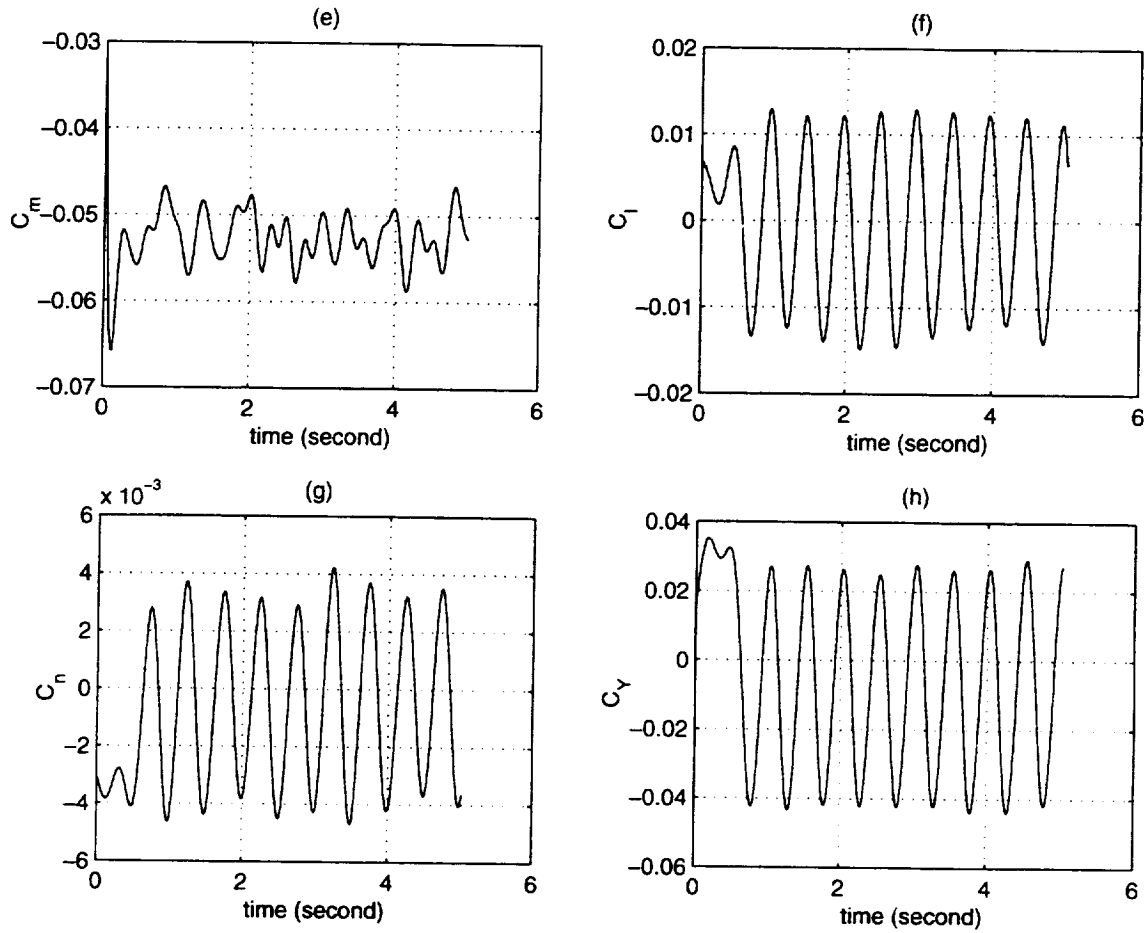 (e)
−0.03
−0.04
−0.05
−0.06
−0.07
C_m
0 2 4 6
time (second)
(f)
0.02
0.01
0
−0.01
−0.02
C_l
0 2 4 6
time (second)
(g)
x 10^−3
6
4
2
0
−2
−4
−6
C_n
0 2 4 6
time (second)
(h)
0.04
0.02
0
−0.02
−0.04
−0.06
C_Y
0 2 4 6
time (second)